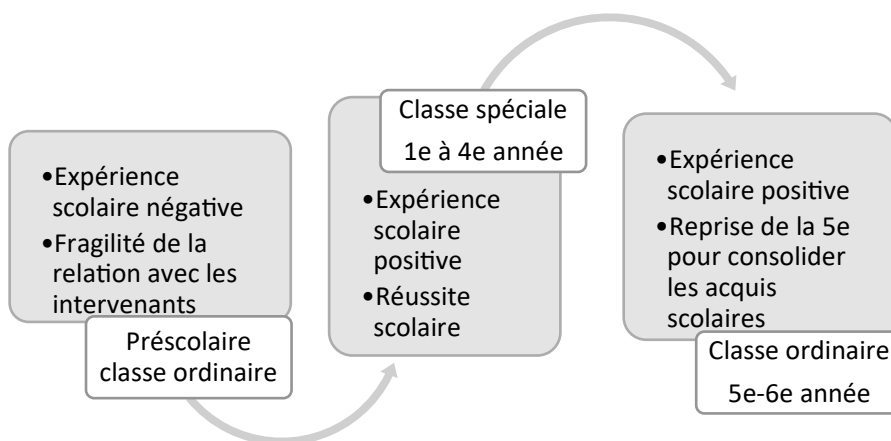 •Expérience
scolaire négative
•Fragilité de la
relation avec les
intervenants
Préscolaire
classe ordinaire
Classe spéciale
1e à 4e année
•Expérience
scolaire
positive
•Réussite
scolaire
•Expérience
scolaire positive
•Reprise de la 5e
pour consolider
les acquis
scolaires
Classe ordinaire
5e-6e année